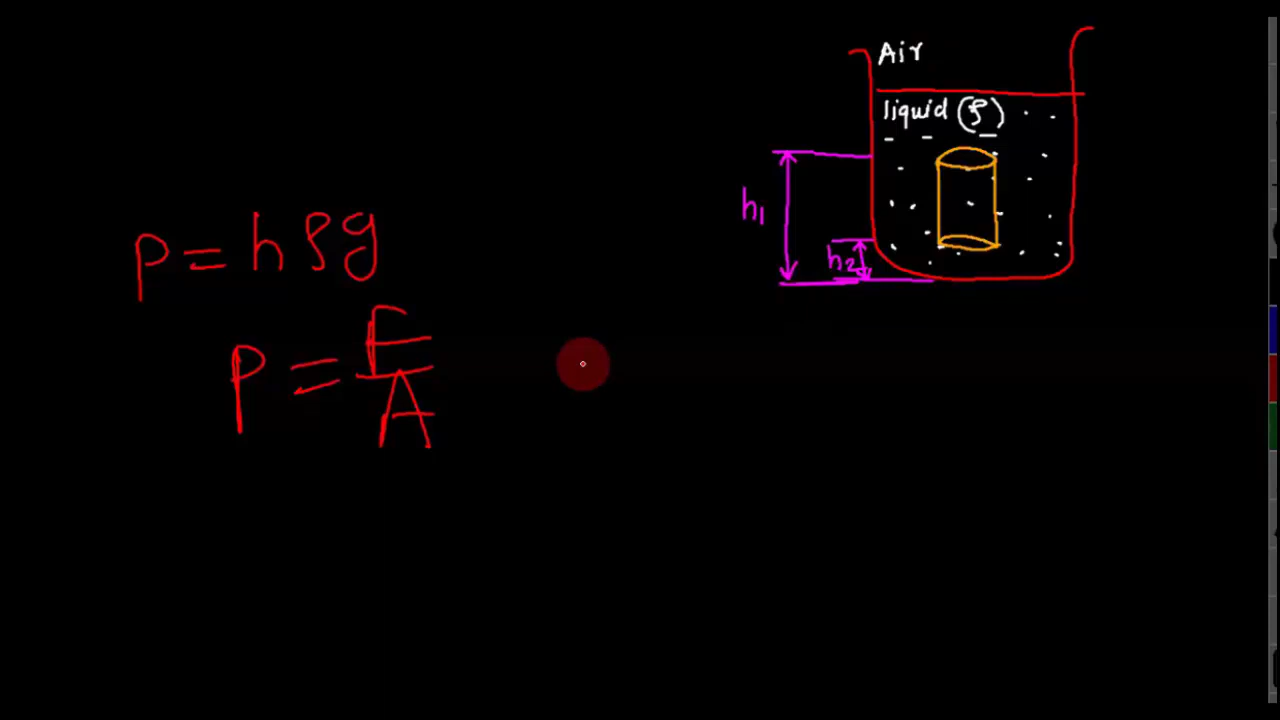 Air
liquid (ρ)
h₁
h₂
P = hρg
P = F/A